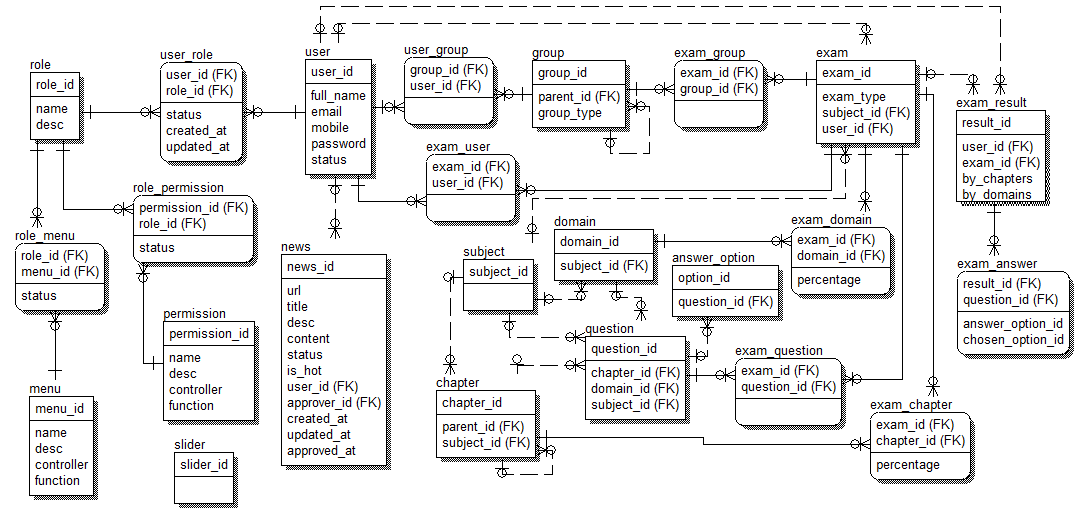 role
role_id
name
desc
user_role
user_id (FK)
role_id (FK)
status
created_at
updated_at
user
user_id
full_name
email
mobile
password
status
user_group
group_id (FK)
user_id (FK)
group
group_id
parent_id (FK)
group_type
exam_group
exam_id (FK)
group_id (FK)
exam
exam_id
exam_type
subject_id (FK)
user_id (FK)
exam_result
result_id
user_id (FK)
exam_id (FK)
by_chapters
by_domains
exam_user
exam_id (FK)
user_id (FK)
role_permission
permission_id (FK)
role_id (FK)
status
role_menu
role_id (FK)
menu_id (FK)
status
news
news_id
url
title
desc
content
status
is_hot
user_id (FK)
approver_id (FK)
created_at
updated_at
approved_at
subject
subject_id
domain
domain_id
subject_id (FK)
answer_option
option_id
question_id (FK)
exam_domain
exam_id (FK)
domain_id (FK)
percentage
exam_answer
result_id (FK)
question_id (FK)
answer_option_id
chosen_option_id
permission
permission_id
name
desc
controller
function
question
question_id
chapter_id (FK)
domain_id (FK)
subject_id (FK)
exam_question
exam_id (FK)
question_id (FK)
menu
menu_id
name
desc
controller
function
slider
slider_id
chapter
chapter_id
parent_id (FK)
subject_id (FK)
exam_chapter
exam_id (FK)
chapter_id (FK)
percentage